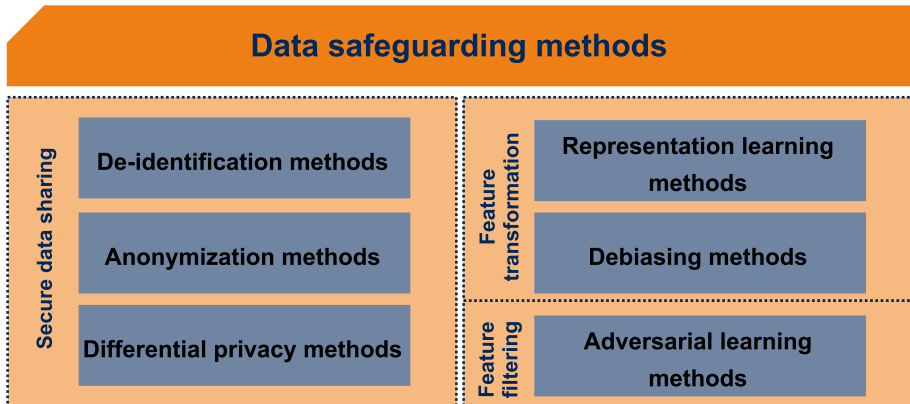 Data safeguarding methods
Secure data sharing
De-identification methods
Anonymization methods
Differential privacy methods
Feature
transformation
Representation learning
methods
Debiasing methods
Feature
filtering
Adversarial learning
methods